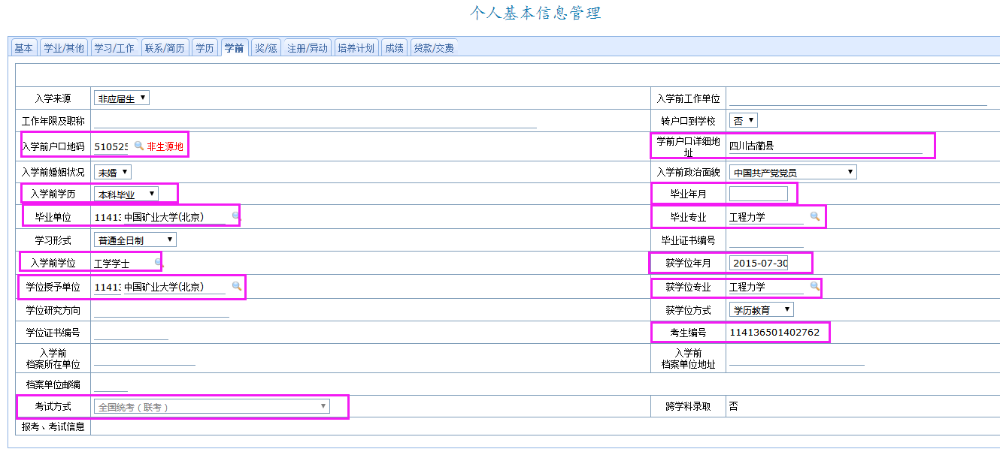 个人基本信息管理
基本 学业/其他 学习/工作 联系/简历 学历 学前 奖/惩 注册/异动 培养计划 成绩 贷款/交费
入学来源 非应届生 入学前工作单位
工作年限及职称 转户口到学校 否
入学前户口地码 510525 非生源地 学前户口详细地址 四川古蔺县
入学前婚姻状况 未婚 入学前政治面貌 中国共产党党员
入学前学历 本科毕业 毕业年月
毕业单位 11413 中国矿业大学(北京) 毕业专业 工程力学
学习形式 普通全日制 毕业证书编号
入学前学位 工学学士 获学位年月 2015-07-30
学位授予单位 11413 中国矿业大学(北京) 获学位专业 工程力学
学位研究方向 获学位方式 学历教育
学位证书编号 考生编号 114136501402762
入学前 入学前
档案所在单位 档案单位地址
档案单位邮编
考试方式 全国统考（联考） 跨学科录取 否
报考、考试信息